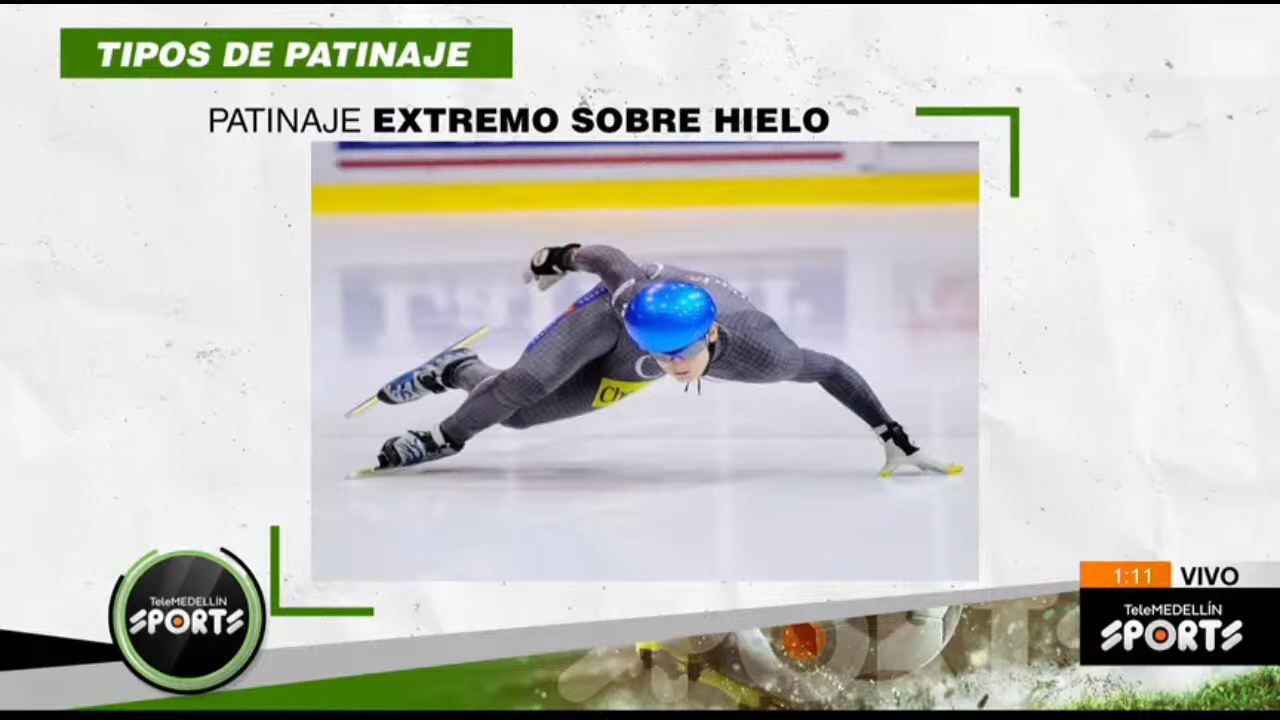 TIPOS DE PATINAJE
PATINAJE EXTREMO SOBRE HIELO
TeleMEDELLÍN
SPORTS
1:11 VIVO
TeleMEDELLÍN
SPORTS